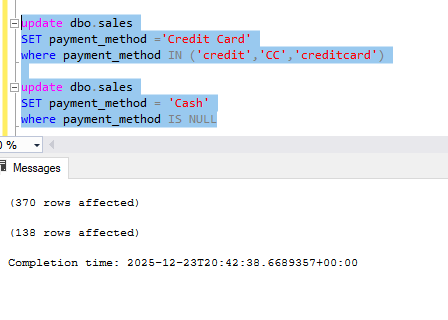 update dbo.sales
SET payment_method ='Credit Card'
where payment_method IN ('credit','CC','creditcard')
update dbo.sales
SET payment_method = 'Cash'
where payment_method IS NULL
0 %
Messages
(370 rows affected)
(138 rows affected)
Completion time: 2025-12-23T20:42:38.6689357+00:00